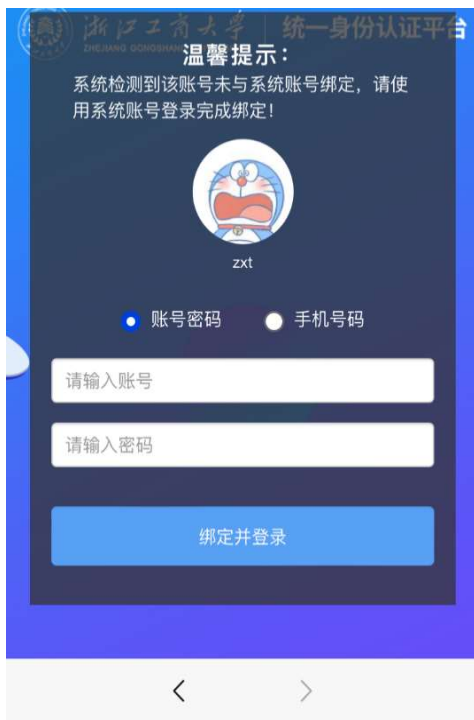 浙江工商大学 | 统一身份认证平台
ZHEJIANG GONGSHANG
温馨提示：
系统检测到该账号未与系统账号绑定，请使
用系统账号登录完成绑定！
zxt
账号密码 手机号码
请输入账号
请输入密码
绑定并登录